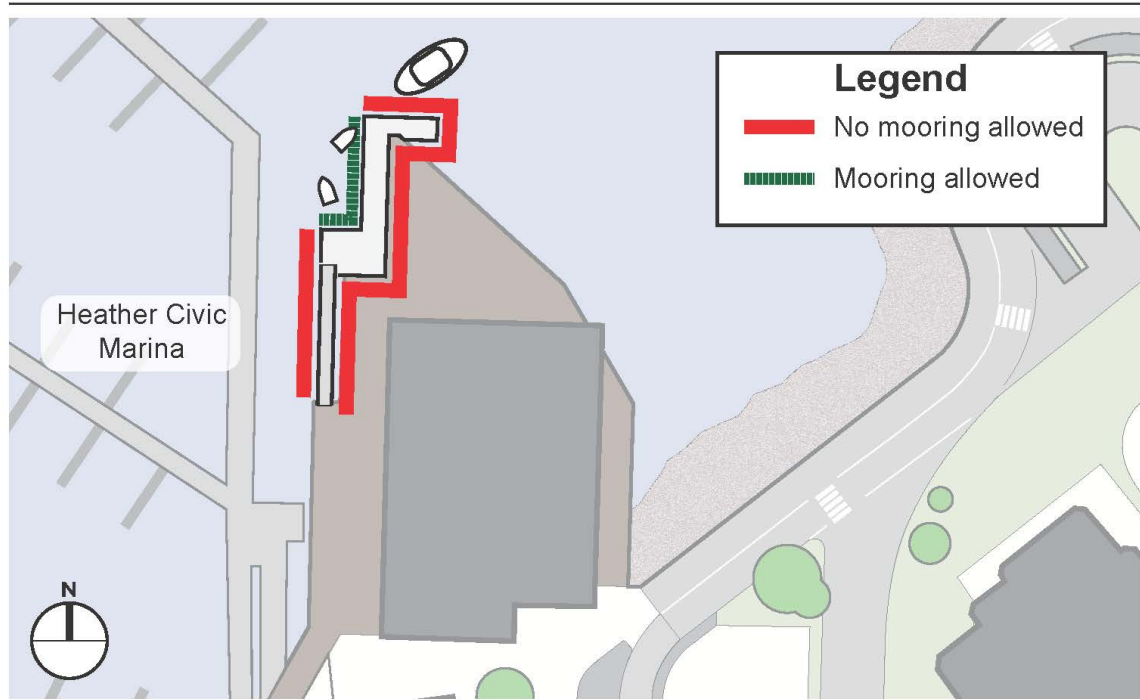 Legend
No mooring allowed
Mooring allowed
Heather Civic
Marina
N